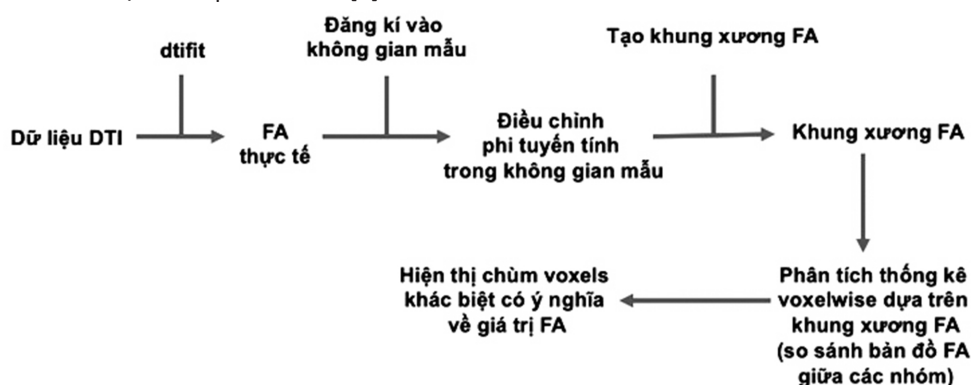 dtifit
Đăng kí vào
không gian mẫu
Tạo khung xương FA
Dữ liệu DTI
FA
thực tế
Điều chỉnh
phi tuyến tính
trong không gian mẫu
Khung xương FA
Hiện thị chùm voxels
khác biệt có ý nghĩa
về giá trị FA
Phân tích thống kê
voxelwise dựa trên
khung xương FA
(so sánh bản đồ FA
giữa các nhóm)